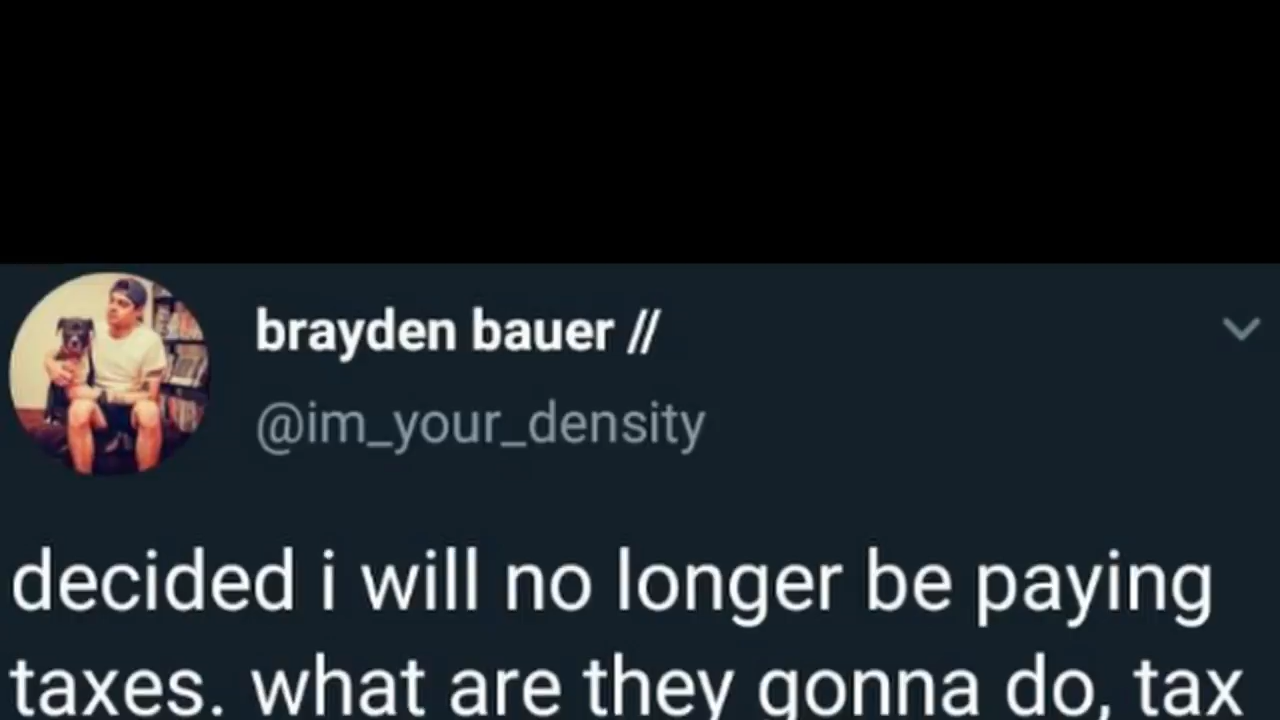 brayden bauer //
@im_your_density
decided i will no longer be paying
taxes. what are they gonna do, tax